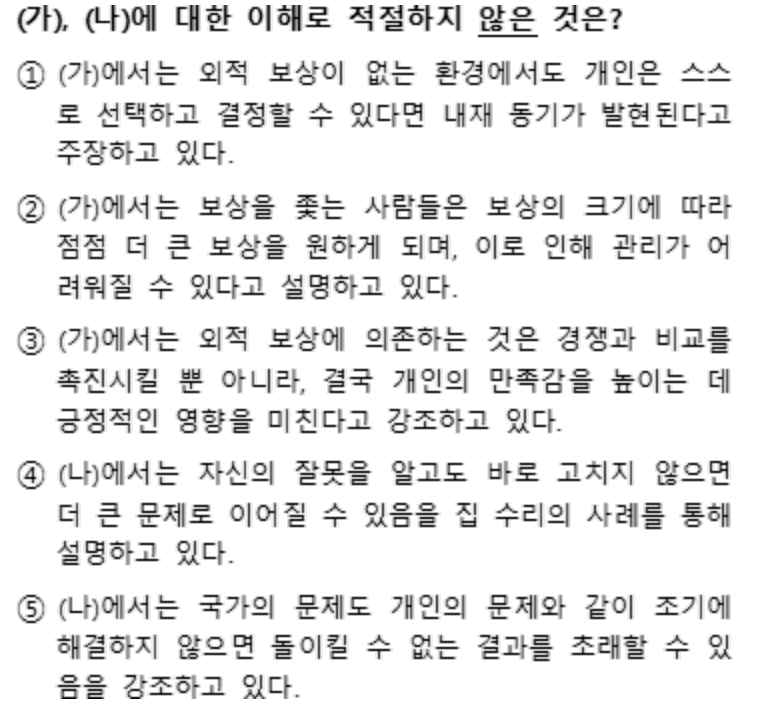 (가), (나)에 대한 이해로 적절하지 않은 것은?
① (가)에서는 외적 보상이 없는 환경에서도 개인은 스스
로 선택하고 결정할 수 있다면 내재 동기가 발현된다고
주장하고 있다.
② (가)에서는 보상을 좇는 사람들은 보상의 크기에 따라
점점 더 큰 보상을 원하게 되며, 이로 인해 관리가 어
려워질 수 있다고 설명하고 있다.
③ (가)에서는 외적 보상에 의존하는 것은 경쟁과 비교를
촉진시킬 뿐 아니라, 결국 개인의 만족감을 높이는 데
긍정적인 영향을 미친다고 강조하고 있다.
④ (나)에서는 자신의 잘못을 알고도 바로 고치지 않으면
더 큰 문제로 이어질 수 있음을 집 수리의 사례를 통해
설명하고 있다.
⑤ (나)에서는 국가의 문제도 개인의 문제와 같이 조기에
해결하지 않으면 돌이킬 수 없는 결과를 초래할 수 있
음을 강조하고 있다.